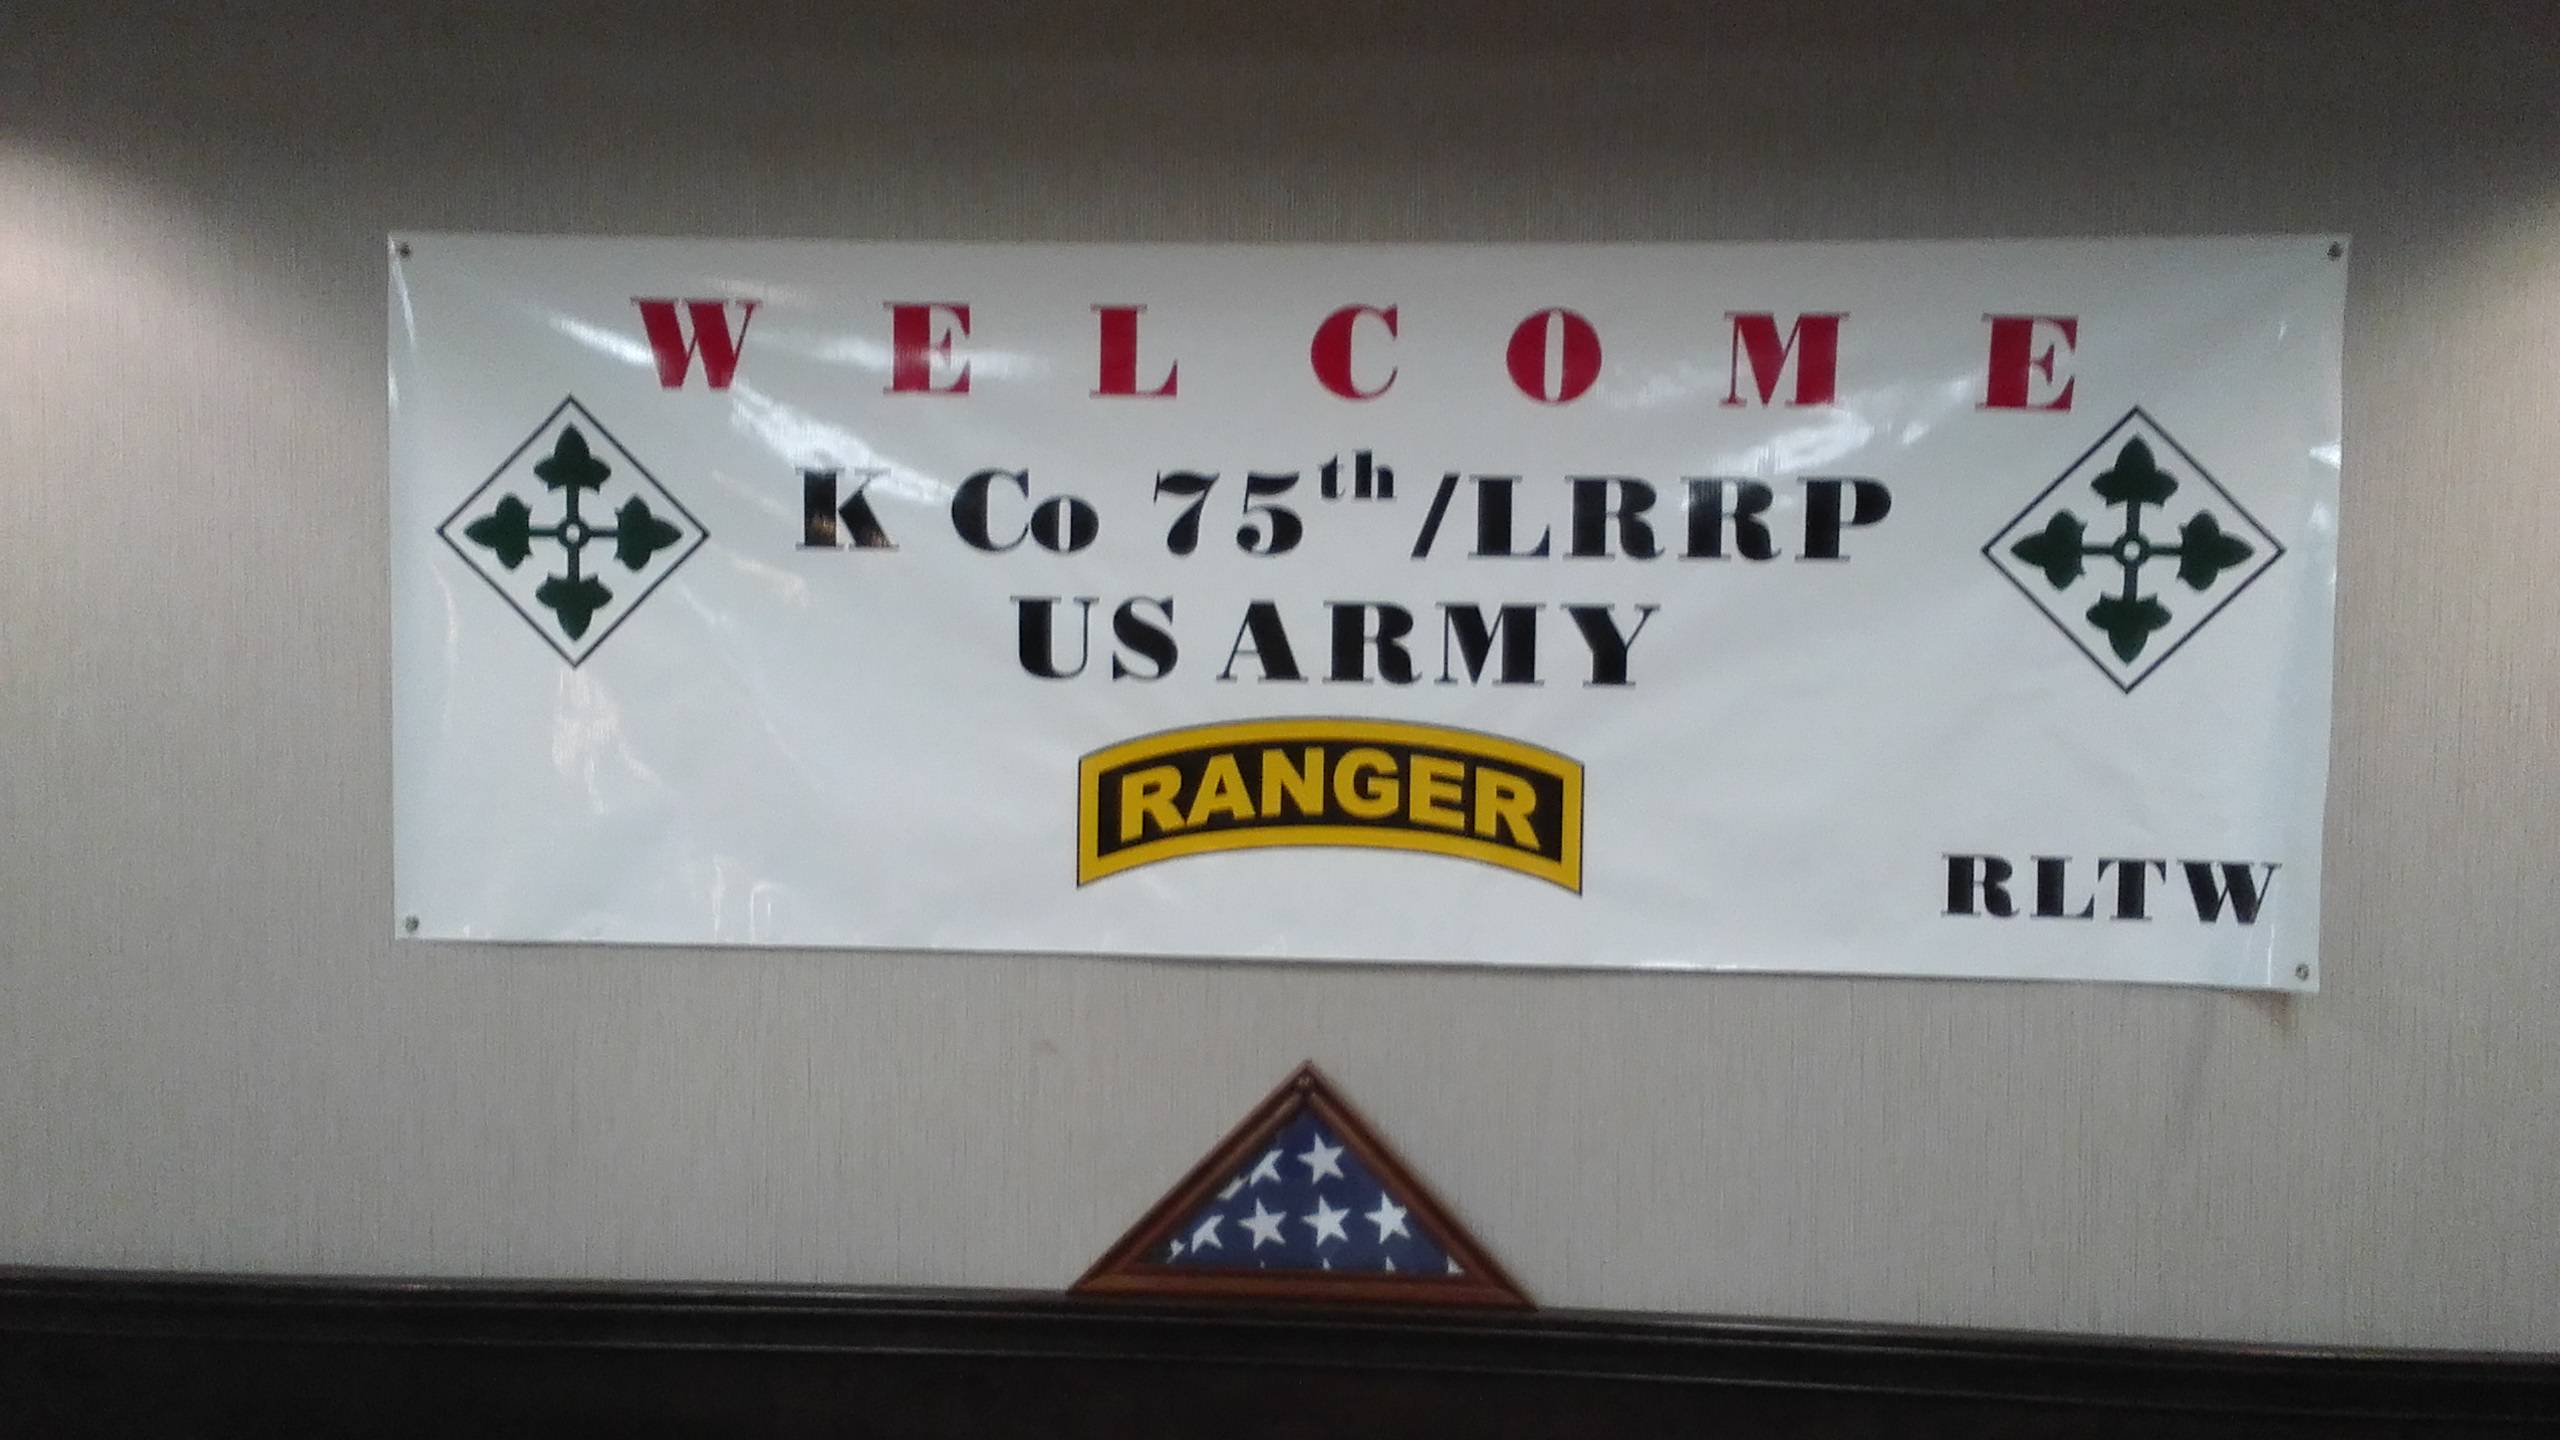 WELCOME
K Co 75th/LRRP
US ARMY
RANGER
RLTW